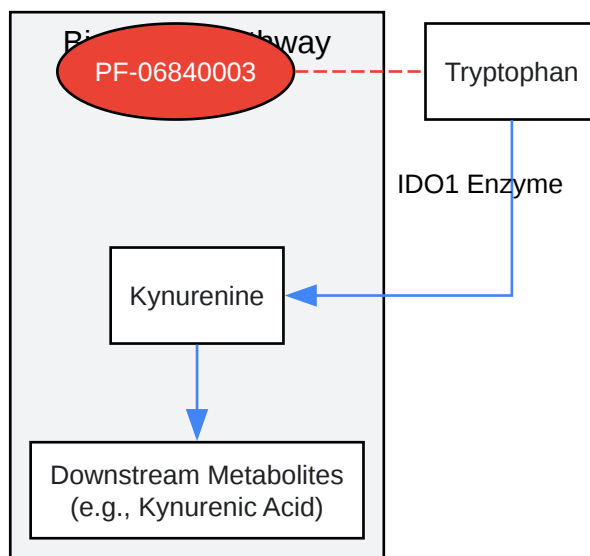 PF-06840003
Tryptophan
IDO1 Enzyme
Kynurenine
Downstream Metabolites
(e.g., Kynurenic Acid)